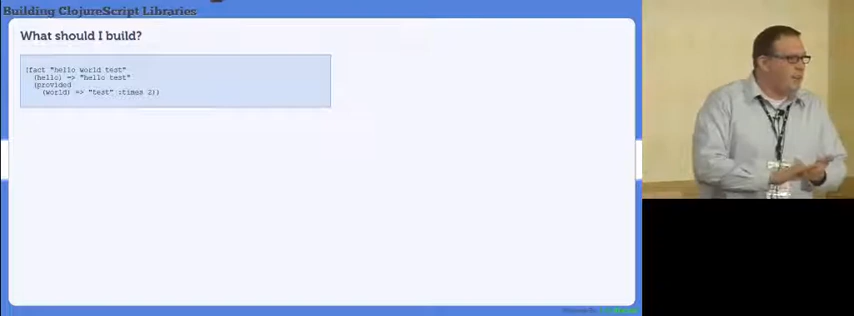 Building ClojureScript Libraries
What should I build?
(fact "hello world test"
(hello) => "hello test"
(provided
(world) => "test" :times 2))